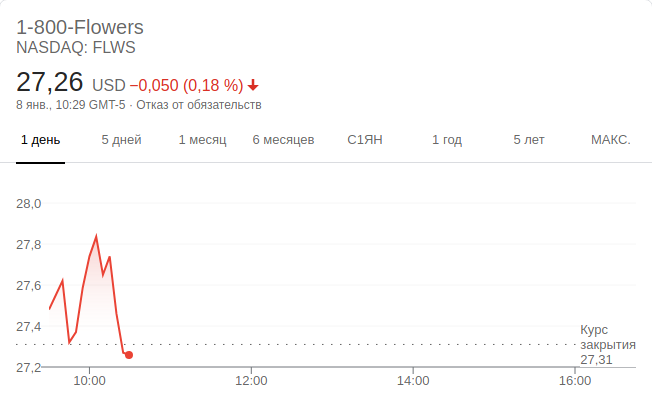 1-800-Flowers
NASDAQ: FLWS
27,26 USD −0,050 (0,18 %)
8 янв., 10:29 GMT-5 · Отказ от обязательств
1 день 5 дней 1 месяц 6 месяцев С1ЯН 1 год 5 лет МАКС.
28,0
27,8
27,6
27,4
27,2
Курс
закрытия
27,31
10:00 12:00 14:00 16:00